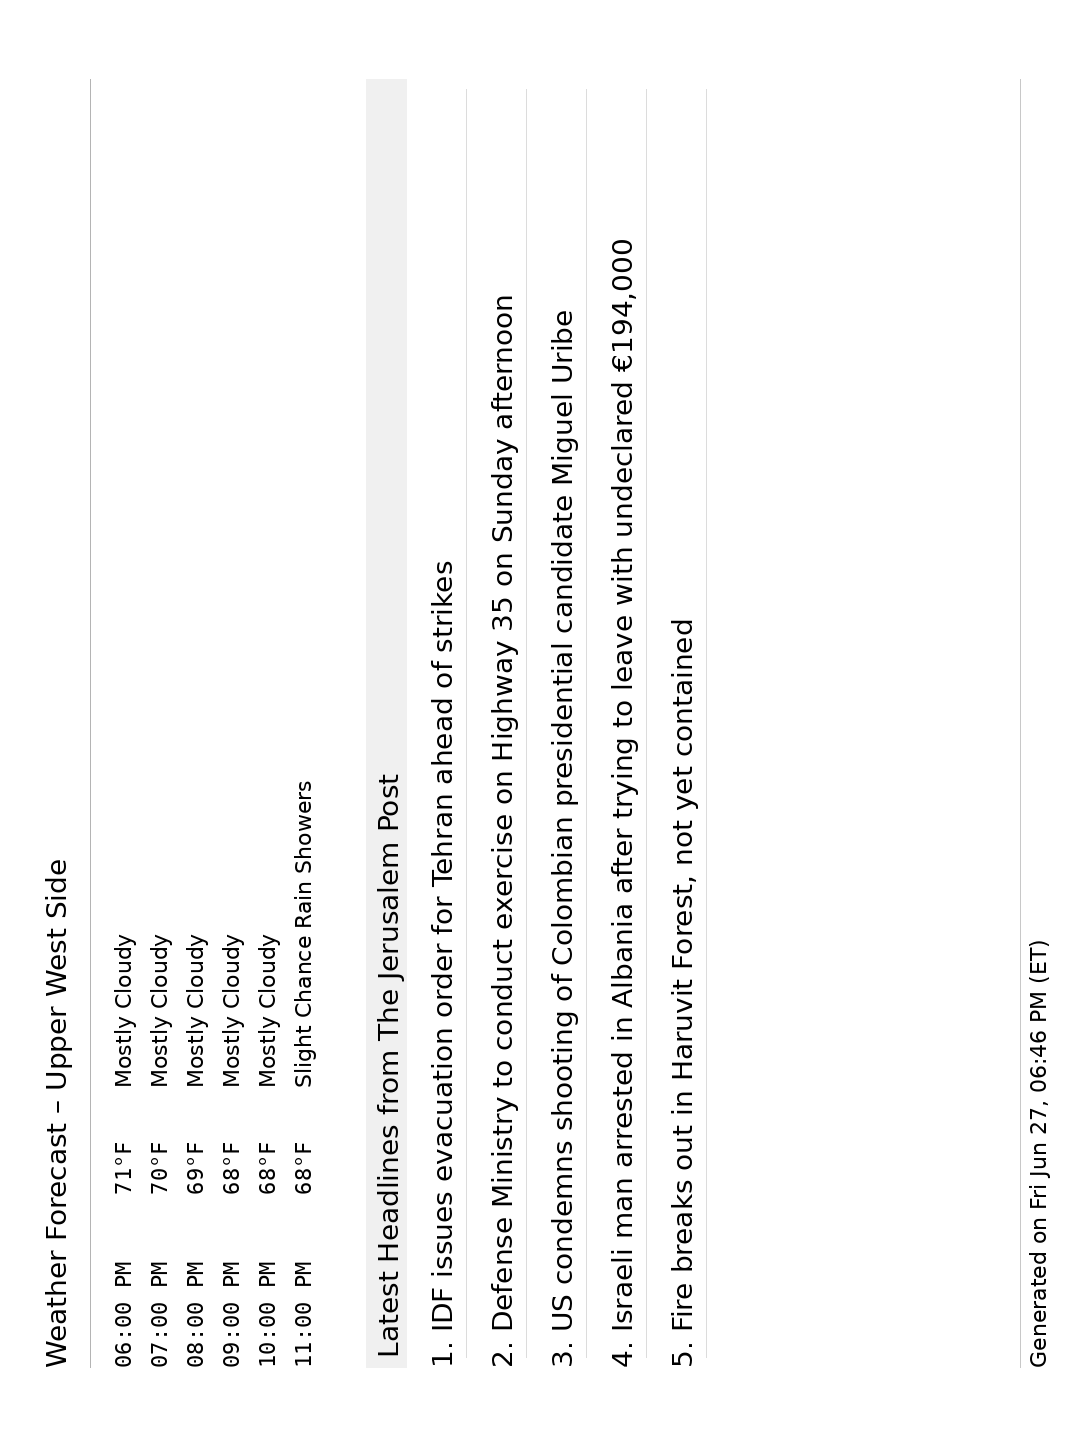 Weather Forecast – Upper West Side
06:00 PM 71°F Mostly Cloudy
07:00 PM 70°F Mostly Cloudy
08:00 PM 69°F Mostly Cloudy
09:00 PM 68°F Mostly Cloudy
10:00 PM 68°F Mostly Cloudy
11:00 PM 68°F Slight Chance Rain Showers
Latest Headlines from The Jerusalem Post
1. IDF issues evacuation order for Tehran ahead of strikes
2. Defense Ministry to conduct exercise on Highway 35 on Sunday afternoon
3. US condemns shooting of Colombian presidential candidate Miguel Uribe
4. Israeli man arrested in Albania after trying to leave with undeclared €194,000
5. Fire breaks out in Haruvit Forest, not yet contained
Generated on Fri Jun 27, 06:46 PM (ET)